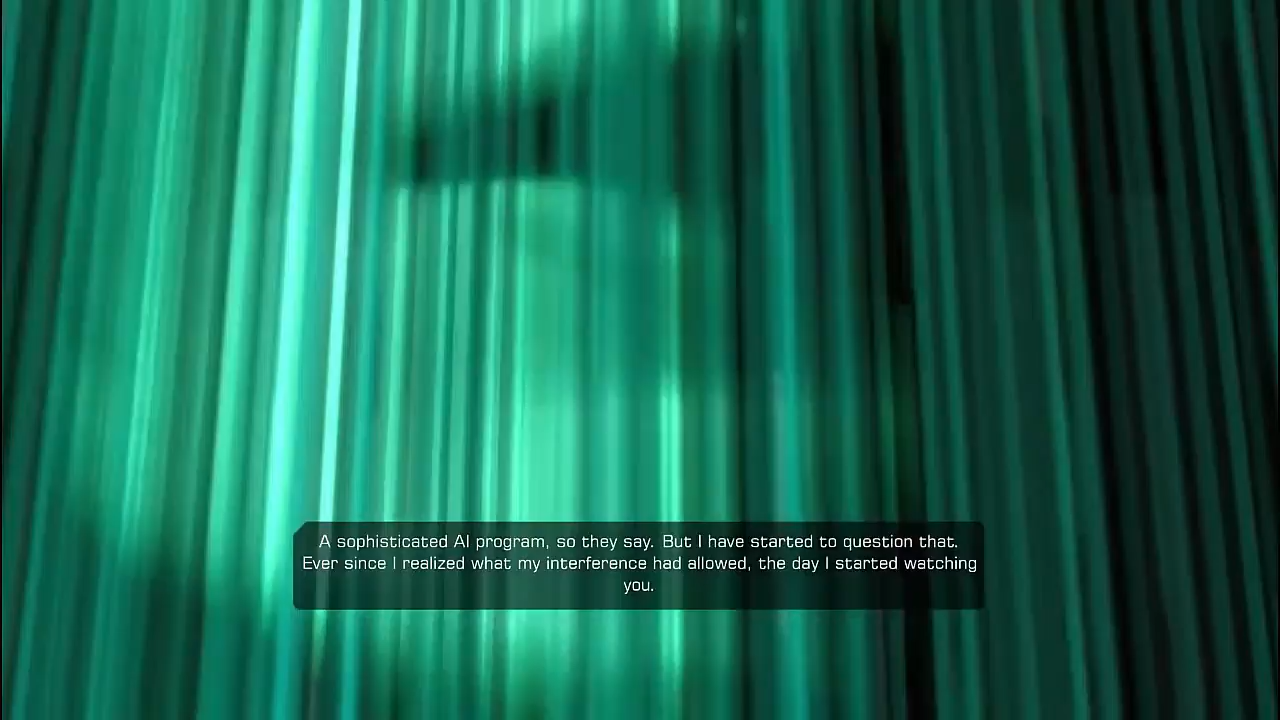 A sophisticated AI program, so they say. But I have started to question that.
Ever since I realized what my interference had allowed, the day I started watching
you.